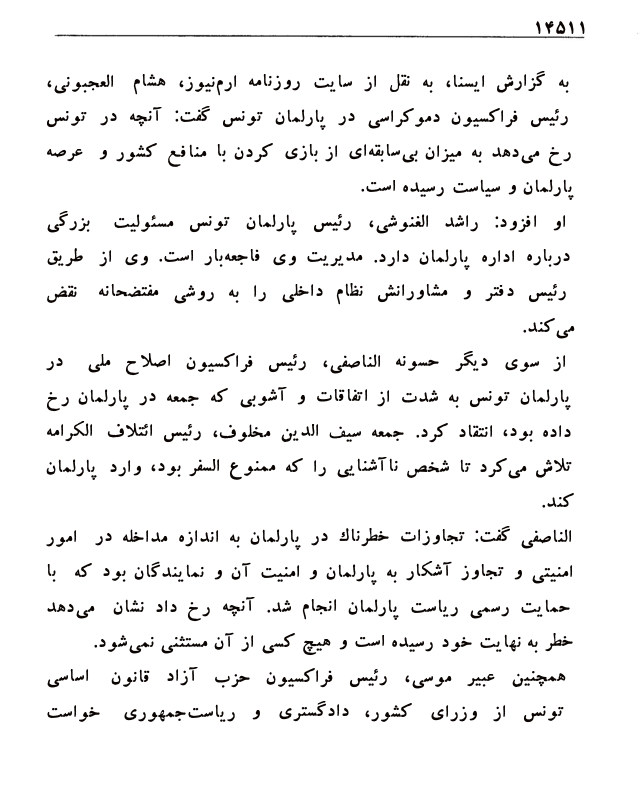 ۱۴۵۱۱
به گزارش ایسنا، به نقل از سایت روزنامه ارم‌نیوز، هشام العجبونی،
رئیس فراکسیون دموکراسی در پارلمان تونس گفت: آنچه در تونس
رخ می‌دهد به میزان بی‌سابقه‌ای از بازی کردن با منافع کشور و عرصه
پارلمان و سیاست رسیده است.
او افزود: راشد الغنوشی، رئیس پارلمان تونس مسئولیت بزرگی
درباره اداره پارلمان دارد. مدیریت وی فاجعه‌بار است. وی از طریق
رئیس دفتر و مشاورانش نظام داخلی را به روشی مفتضحانه نقض
می‌کند.
از سوی دیگر حسونه الناصفی، رئیس فراکسیون اصلاح ملی در
پارلمان تونس به شدت از اتفاقات و آشوبی که جمعه در پارلمان رخ
داده بود، انتقاد کرد. جمعه سیف الدین مخلوف، رئیس ائتلاف الکرامه
تلاش می‌کرد تا شخص ناآشنایی را که ممنوع السفر بود، وارد پارلمان
کند.
الناصفی گفت: تجاوزات خطرناك در پارلمان به اندازه مداخله در امور
امنیتی و تجاوز آشکار به پارلمان و امنیت آن و نمایندگان بود که با
حمایت رسمی ریاست پارلمان انجام شد. آنچه رخ داد نشان می‌دهد
خطر به نهایت خود رسیده است و هیچ کسی از آن مستثنی نمی‌شود.
همچنین عبیر موسی، رئیس فراکسیون حزب آزاد قانون اساسی
تونس از وزرای کشور، دادگستری و ریاست‌جمهوری خواست